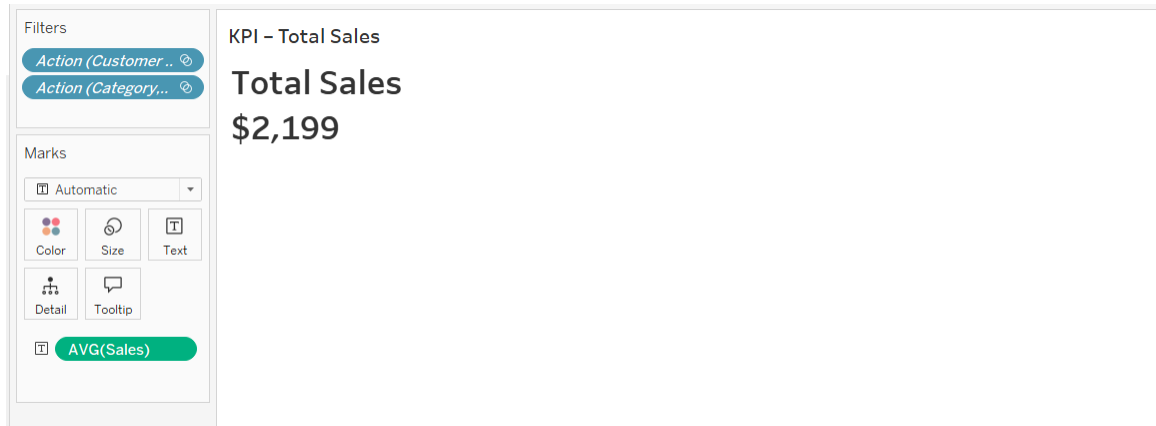 Filters
Action (Customer ..
Action (Category,..
Marks
Automatic
Color Size Text
Detail Tooltip
AVG(Sales)
KPI – Total Sales
Total Sales
$2,199